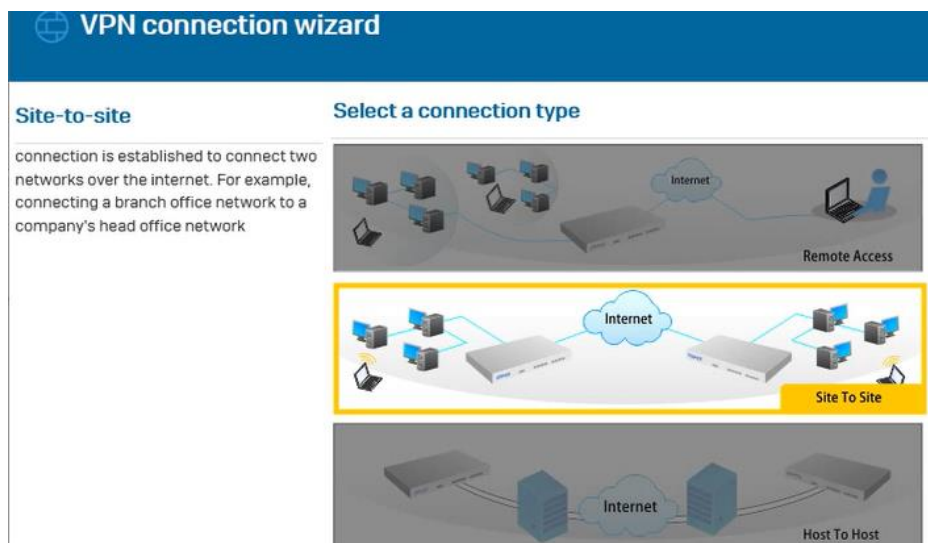 VPN connection wizard
Site-to-site
connection is established to connect two
networks over the internet. For example,
connecting a branch office network to a
company's head office network
Select a connection type
Internet
Remote Access
Internet
Site To Site
Internet
Host To Host